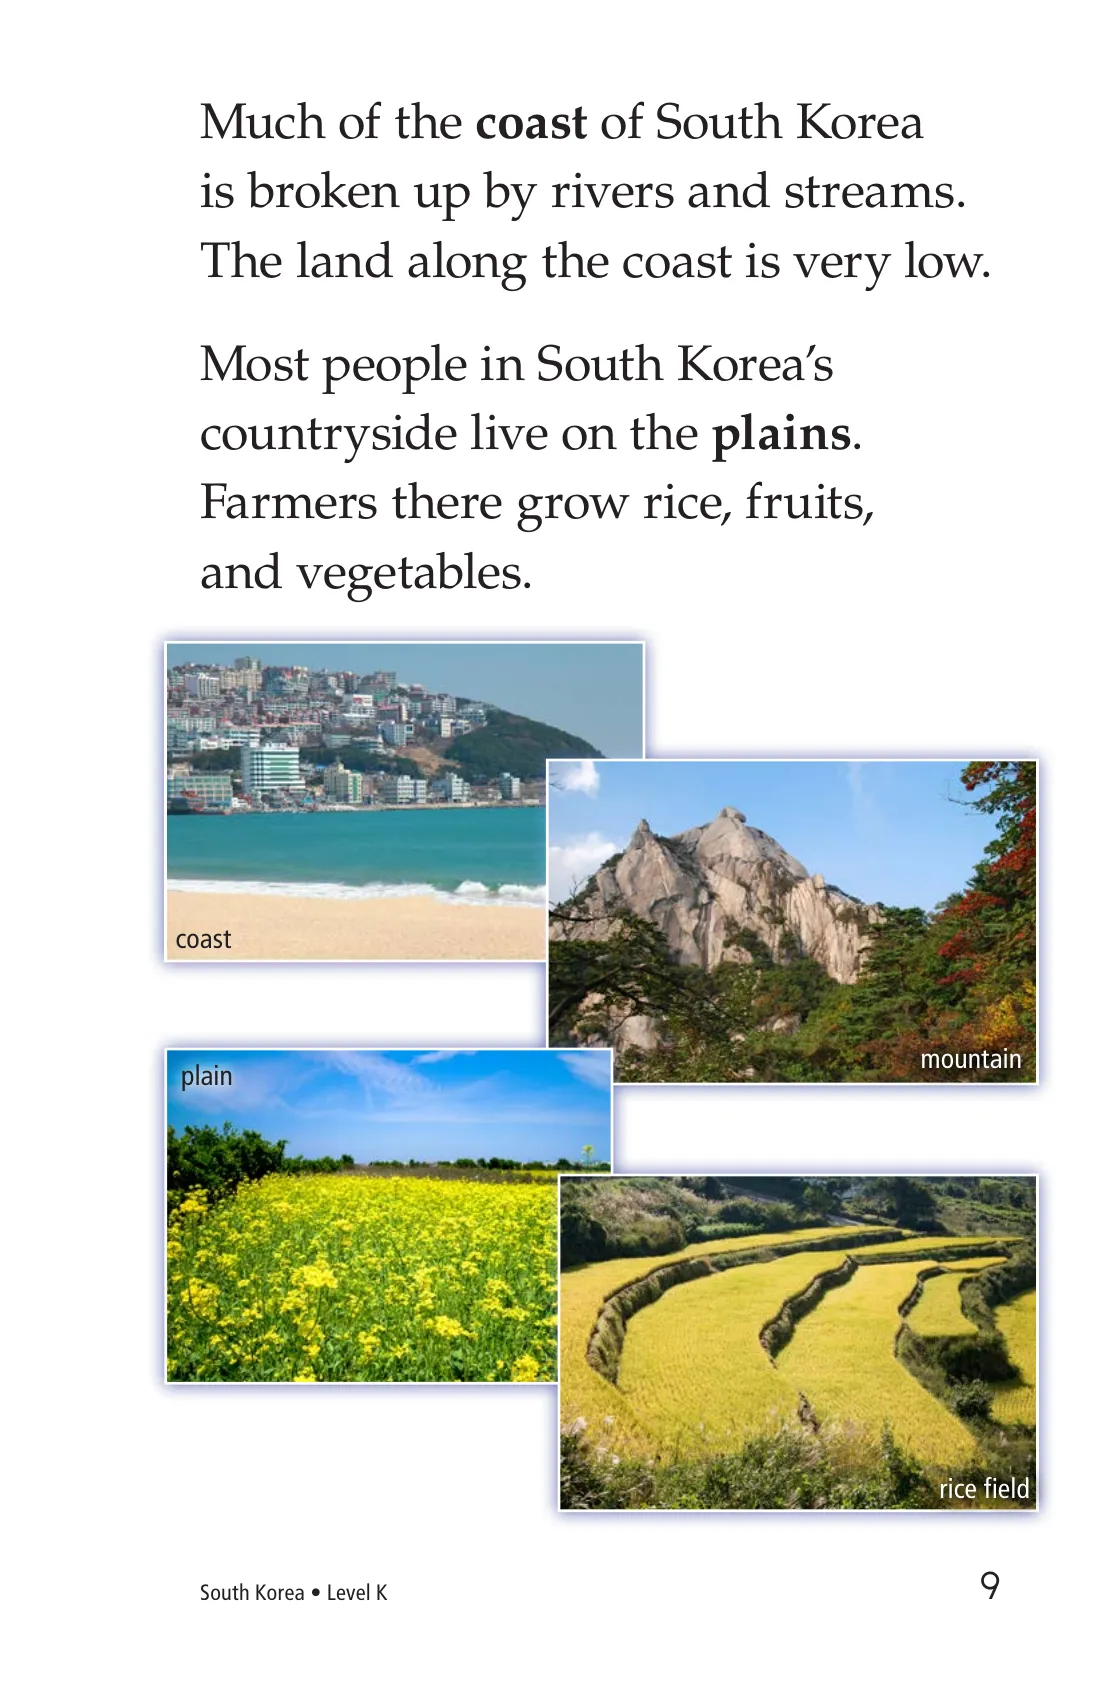 Much of the coast of South Korea
is broken up by rivers and streams.
The land along the coast is very low.
Most people in South Korea’s
countryside live on the plains.
Farmers there grow rice, fruits,
and vegetables.
coast
mountain
plain
rice field
South Korea • Level K
9